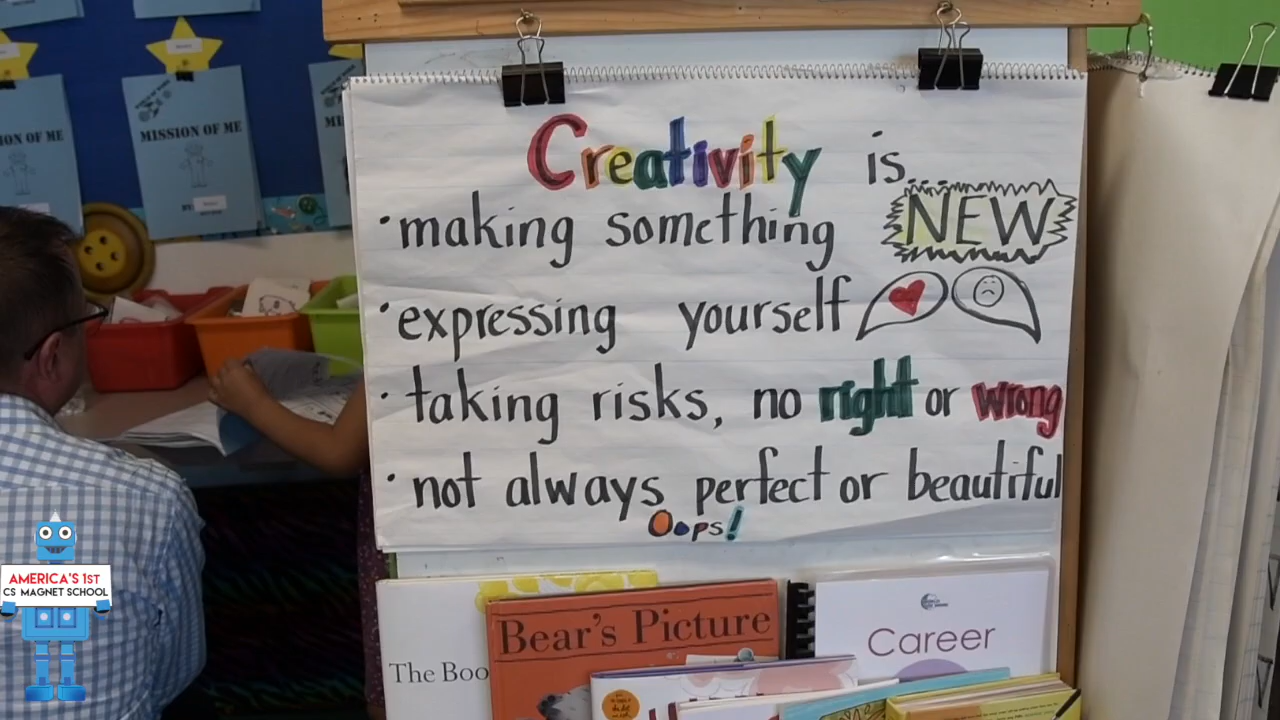 ION OF ME
MISSION OF ME
Creativity is...
·making something NEW
·expressing yourself
·taking risks, no right or wrong
·not always perfect or beautiful
Oops!
AMERICA'S 1ST
CS MAGNET SCHOOL
Bear's Picture
The Boo
Career